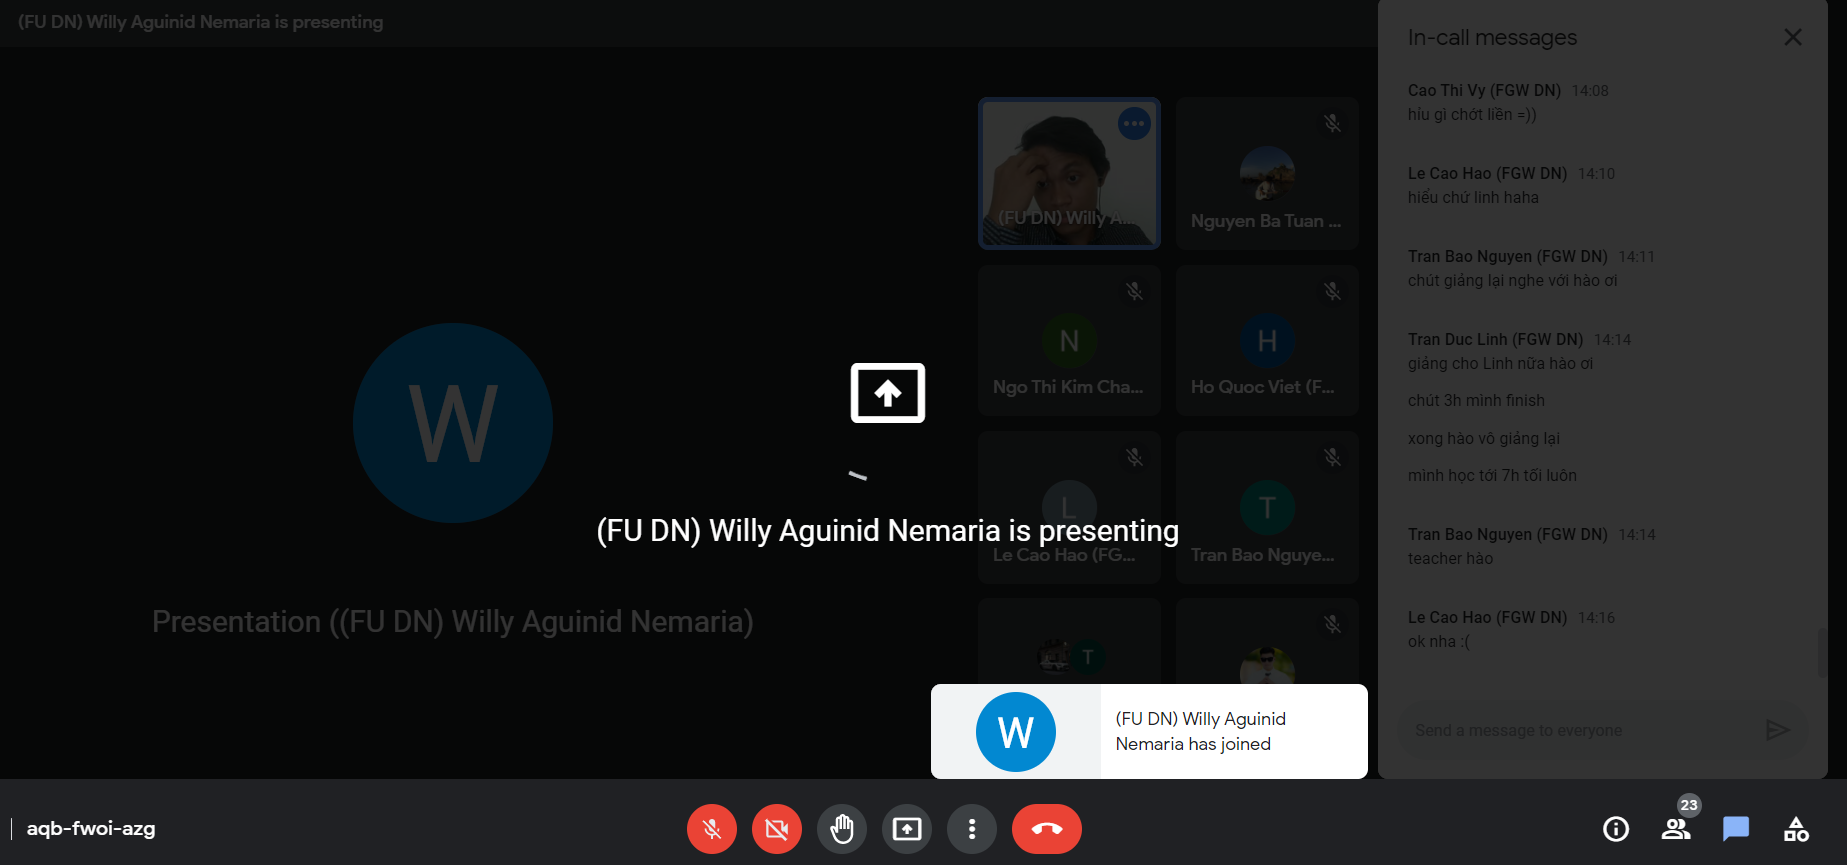 (FU DN) Willy Aguinid Nemaria is presenting
In-call messages
Cao Thi Vy (FGW DN) 14:08
híu gì chớt liền =))
Le Cao Hao (FGW DN) 14:10
hiểu chứ linh haha
Tran Bao Nguyen (FGW DN) 14:11
chút giảng lại nghe với hào ơi
Tran Duc Linh (FGW DN) 14:14
giảng cho Linh nữa hào ơi
chút 3h mình finish
xong hào vô giảng lại
mình học tới 7h tối luôn
Tran Bao Nguyen (FGW DN) 14:14
teacher hào
Le Cao Hao (FGW DN) 14:16
ok nha :(
Send a message to everyone
(FU DN) Willy A...
Nguyen Ba Tuan ...
N
Ngo Thi Kim Cha...
H
Ho Quoc Viet (F...
L
Le Cao Hao (FG...
T
Tran Bao Nguye...
T
W
(FU DN) Willy Aguinid Nemaria is presenting
Presentation ((FU DN) Willy Aguinid Nemaria)
W
(FU DN) Willy Aguinid
Nemaria has joined
aqb-fwoi-azg
23